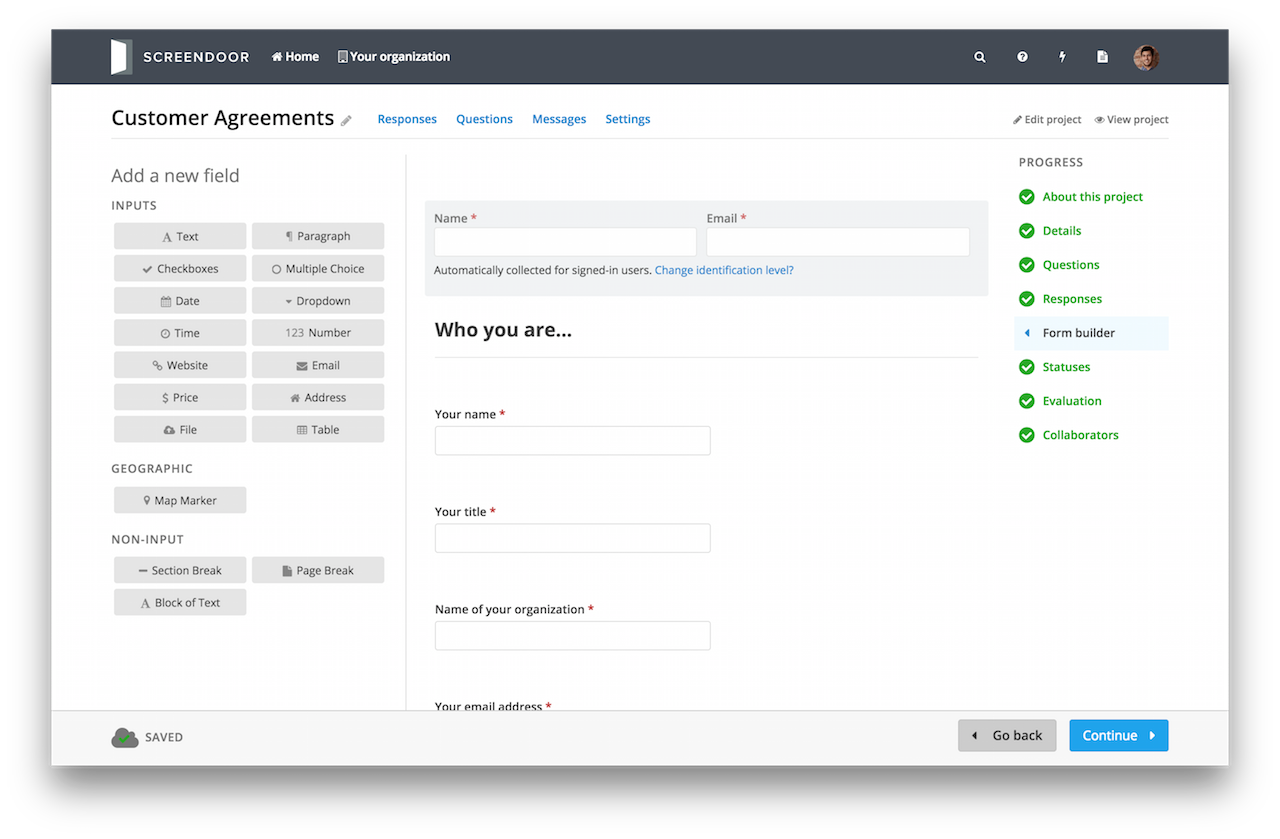 SCREENDOOR Home Your organization
Customer Agreements Responses Questions Messages Settings Edit project View project
Add a new field
INPUTS
Text Paragraph
Checkboxes Multiple Choice
Date Dropdown
Time 123 Number
Website Email
$ Price Address
File Table
GEOGRAPHIC
Map Marker
NON-INPUT
Section Break Page Break
A Block of Text
Name * Email *
Automatically collected for signed-in users. Change identification level?
Who you are...
Your name *
Your title *
Name of your organization *
Your email address *
PROGRESS
About this project
Details
Questions
Responses
Form builder
Statuses
Evaluation
Collaborators
SAVED
Go back Continue